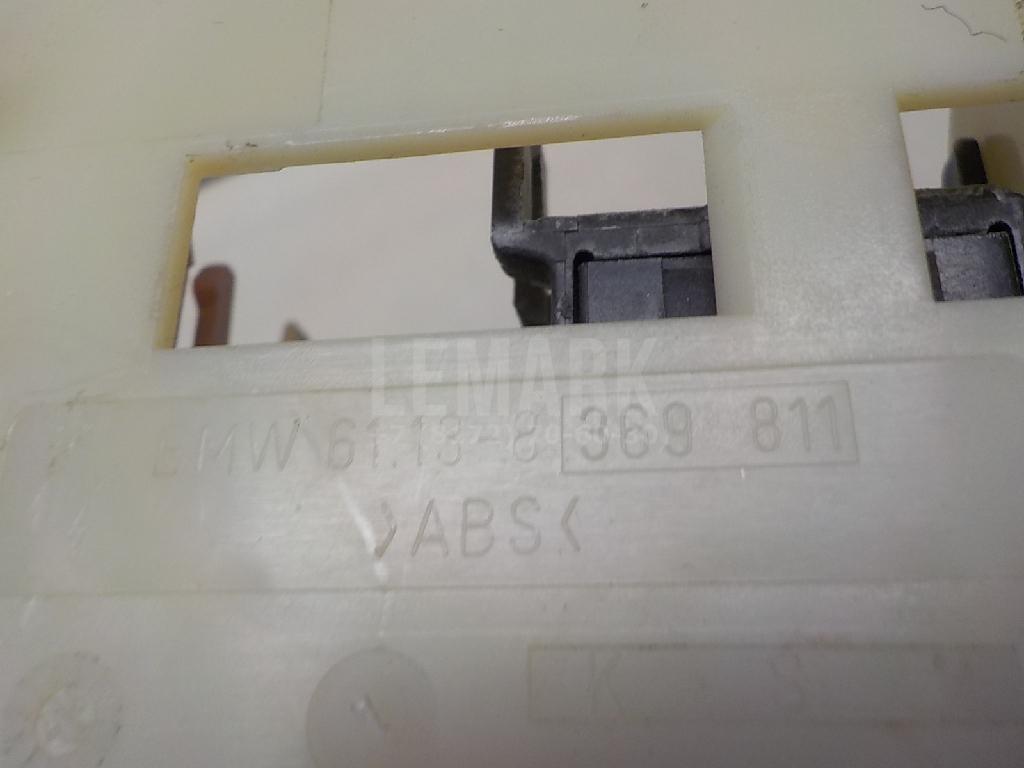 LEMARK
BMW 61.13-8 369 811
>ABS<
K S